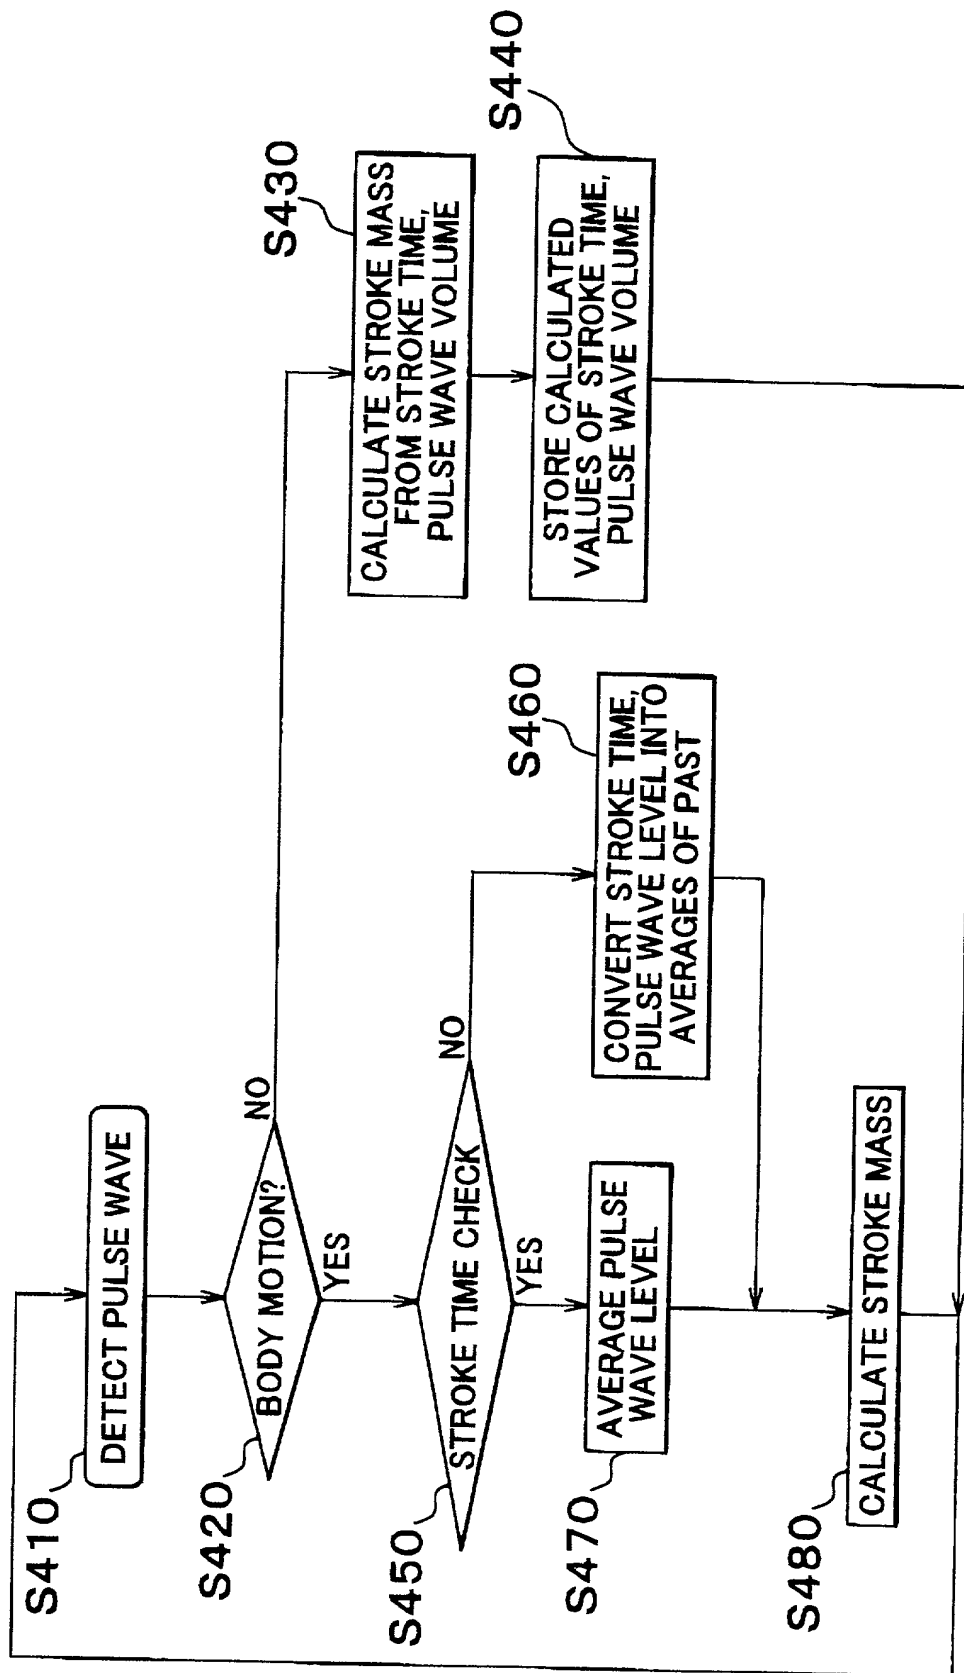 S410
DETECT PULSE WAVE
S420
BODY MOTION?
NO
YES
S430
CALCULATE STROKE MASS
FROM STROKE TIME,
PULSE WAVE VOLUME
S440
STORE CALCULATED
VALUES OF STROKE TIME,
PULSE WAVE VOLUME
S450
STROKE TIME CHECK
NO
YES
S460
CONVERT STROKE TIME,
PULSE WAVE LEVEL INTO
AVERAGES OF PAST
S470
AVERAGE PULSE
WAVE LEVEL
S480
CALCULATE STROKE MASS